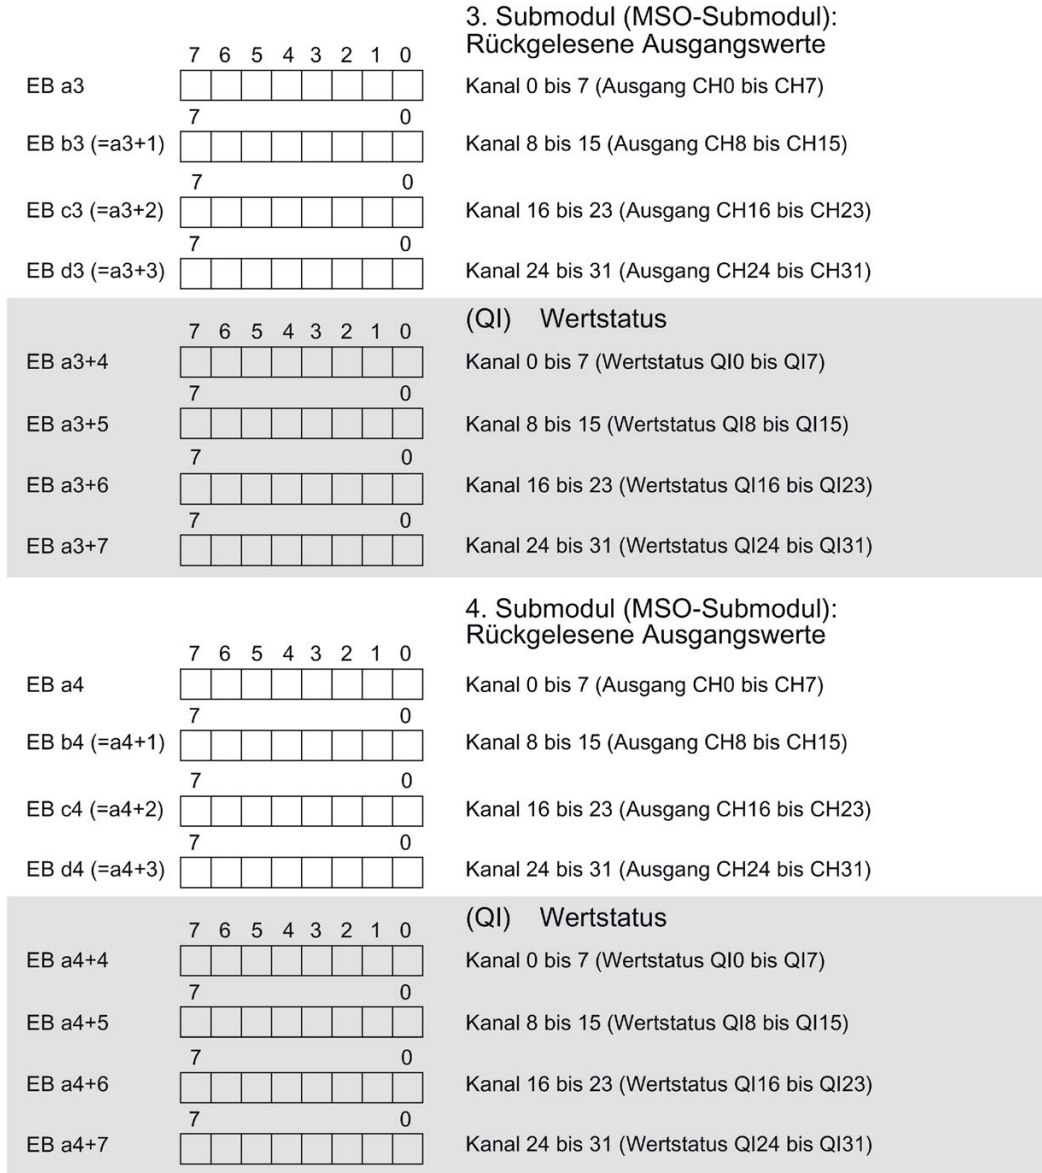 3. Submodul (MSO-Submodul):
Rückgelesene Ausgangswerte
7 6 5 4 3 2 1 0
EB a3 Kanal 0 bis 7 (Ausgang CH0 bis CH7)
7 0
EB b3 (=a3+1) Kanal 8 bis 15 (Ausgang CH8 bis CH15)
7 0
EB c3 (=a3+2) Kanal 16 bis 23 (Ausgang CH16 bis CH23)
7 0
EB d3 (=a3+3) Kanal 24 bis 31 (Ausgang CH24 bis CH31)
(QI) Wertstatus
7 6 5 4 3 2 1 0
EB a3+4 Kanal 0 bis 7 (Wertstatus QI0 bis QI7)
7 0
EB a3+5 Kanal 8 bis 15 (Wertstatus QI8 bis QI15)
7 0
EB a3+6 Kanal 16 bis 23 (Wertstatus QI16 bis QI23)
7 0
EB a3+7 Kanal 24 bis 31 (Wertstatus QI24 bis QI31)
4. Submodul (MSO-Submodul):
Rückgelesene Ausgangswerte
7 6 5 4 3 2 1 0
EB a4 Kanal 0 bis 7 (Ausgang CH0 bis CH7)
7 0
EB b4 (=a4+1) Kanal 8 bis 15 (Ausgang CH8 bis CH15)
7 0
EB c4 (=a4+2) Kanal 16 bis 23 (Ausgang CH16 bis CH23)
7 0
EB d4 (=a4+3) Kanal 24 bis 31 (Ausgang CH24 bis CH31)
(QI) Wertstatus
7 6 5 4 3 2 1 0
EB a4+4 Kanal 0 bis 7 (Wertstatus QI0 bis QI7)
7 0
EB a4+5 Kanal 8 bis 15 (Wertstatus QI8 bis QI15)
7 0
EB a4+6 Kanal 16 bis 23 (Wertstatus QI16 bis QI23)
7 0
EB a4+7 Kanal 24 bis 31 (Wertstatus QI24 bis QI31)